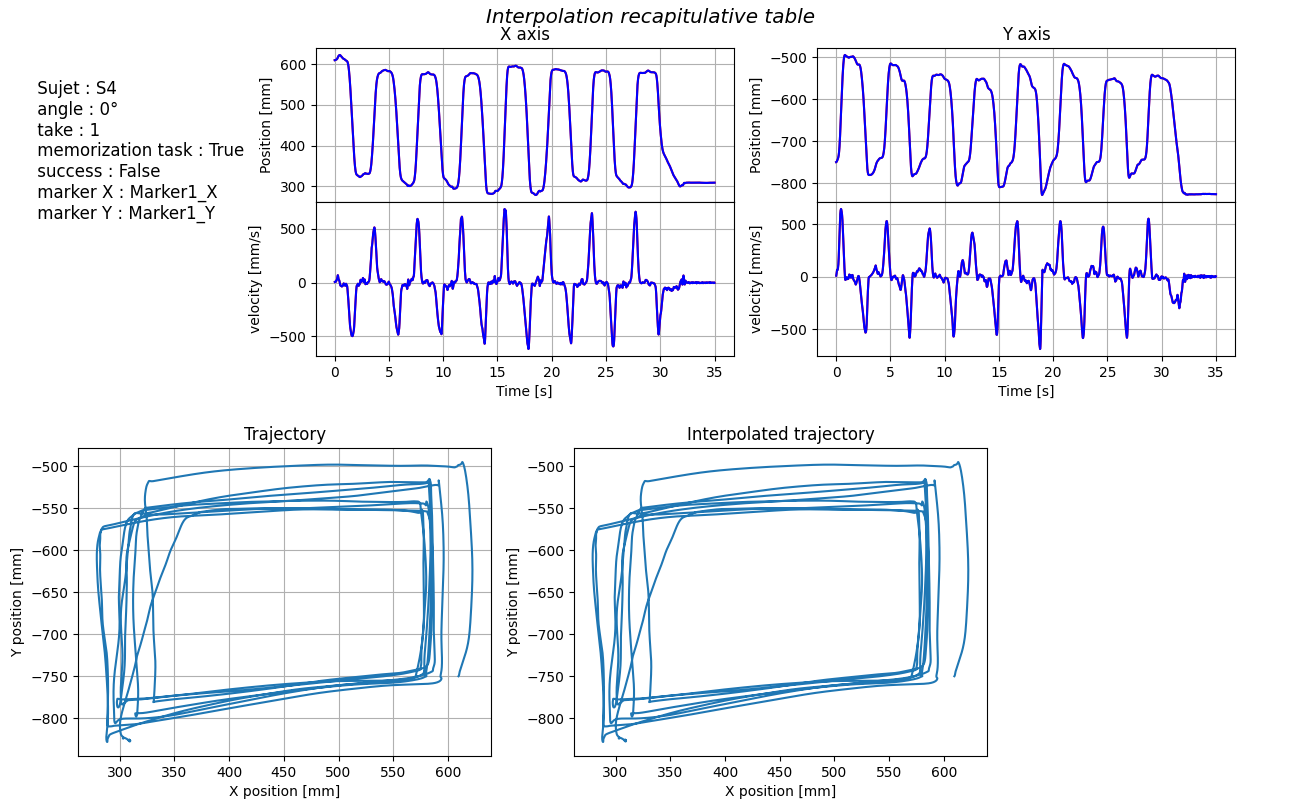 Interpolation recapitulative table
Sujet : S4
angle : 0°
take : 1
memorization task : True
success : False
marker X : Marker1_X
marker Y : Marker1_Y
X axis
Position [mm]
600
500
400
300
velocity [mm/s]
500
0
−500
0 5 10 15 20 25 30 35
Time [s]
Y axis
Position [mm]
−500
−600
−700
−800
velocity [mm/s]
500
0
−500
0 5 10 15 20 25 30 35
Time [s]
Trajectory
Y position [mm]
−500
−550
−600
−650
−700
−750
−800
300 350 400 450 500 550 600
X position [mm]
Interpolated trajectory
Y position [mm]
−500
−550
−600
−650
−700
−750
−800
300 350 400 450 500 550 600
X position [mm]